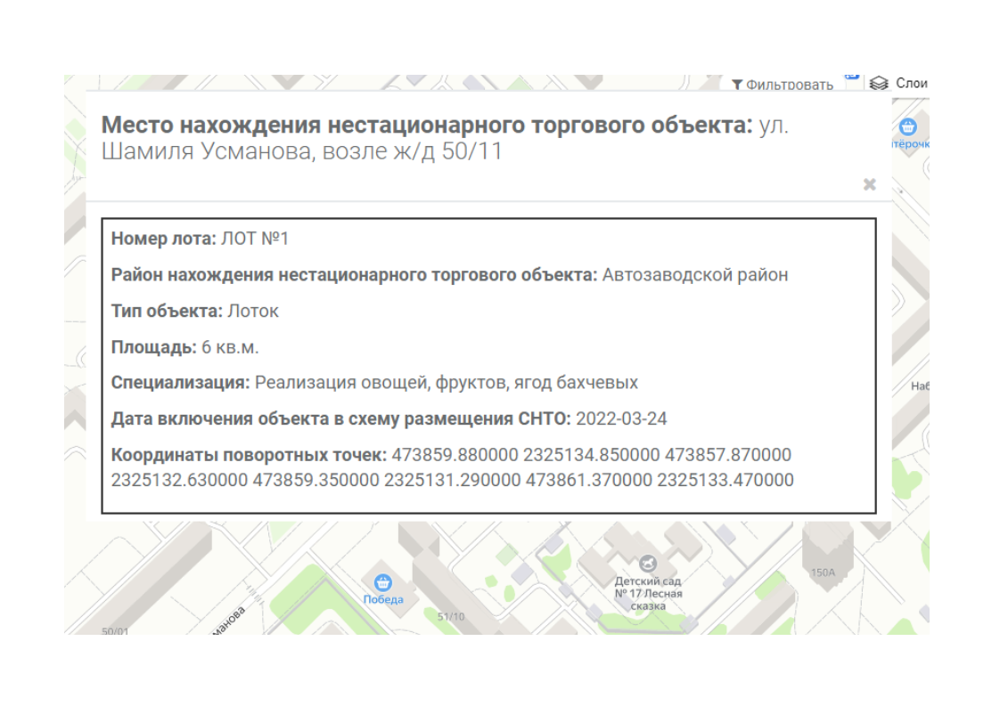 Фильтровать
Слои
Место нахождения нестационарного торгового объекта: ул.
Шамиля Усманова, возле ж/д 50/11
Номер лота: ЛОТ №1
Район нахождения нестационарного торгового объекта: Автозаводской район
Тип объекта: Лоток
Площадь: 6 кв.м.
Специализация: Реализация овощей, фруктов, ягод бахчевых
Дата включения объекта в схему размещения СНТО: 2022-03-24
Координаты поворотных точек: 473859.880000 2325134.850000 473857.870000
2325132.630000 473859.350000 2325131.290000 473861.370000 2325133.470000
150А
Детский сад
№ 17 Лесная
сказка
Победа
51/10
50/01